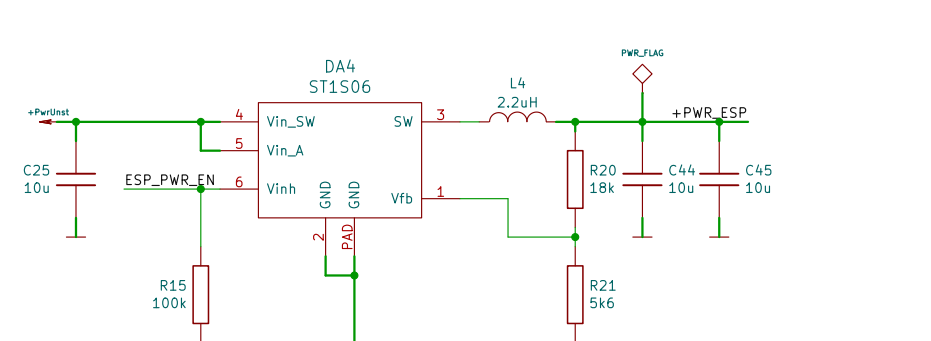 PWR_FLAG
DA4
ST1S06
L4
2.2uH
+PwrUnst
4
Vin_SW
SW
3
+PWR_ESP
5
Vin_A
C25
10u
R20
18k
C44
10u
C45
10u
ESP_PWR_EN
6
Vinh
GND
GND
Vfb
1
2
PAD
R15
100k
R21
5k6